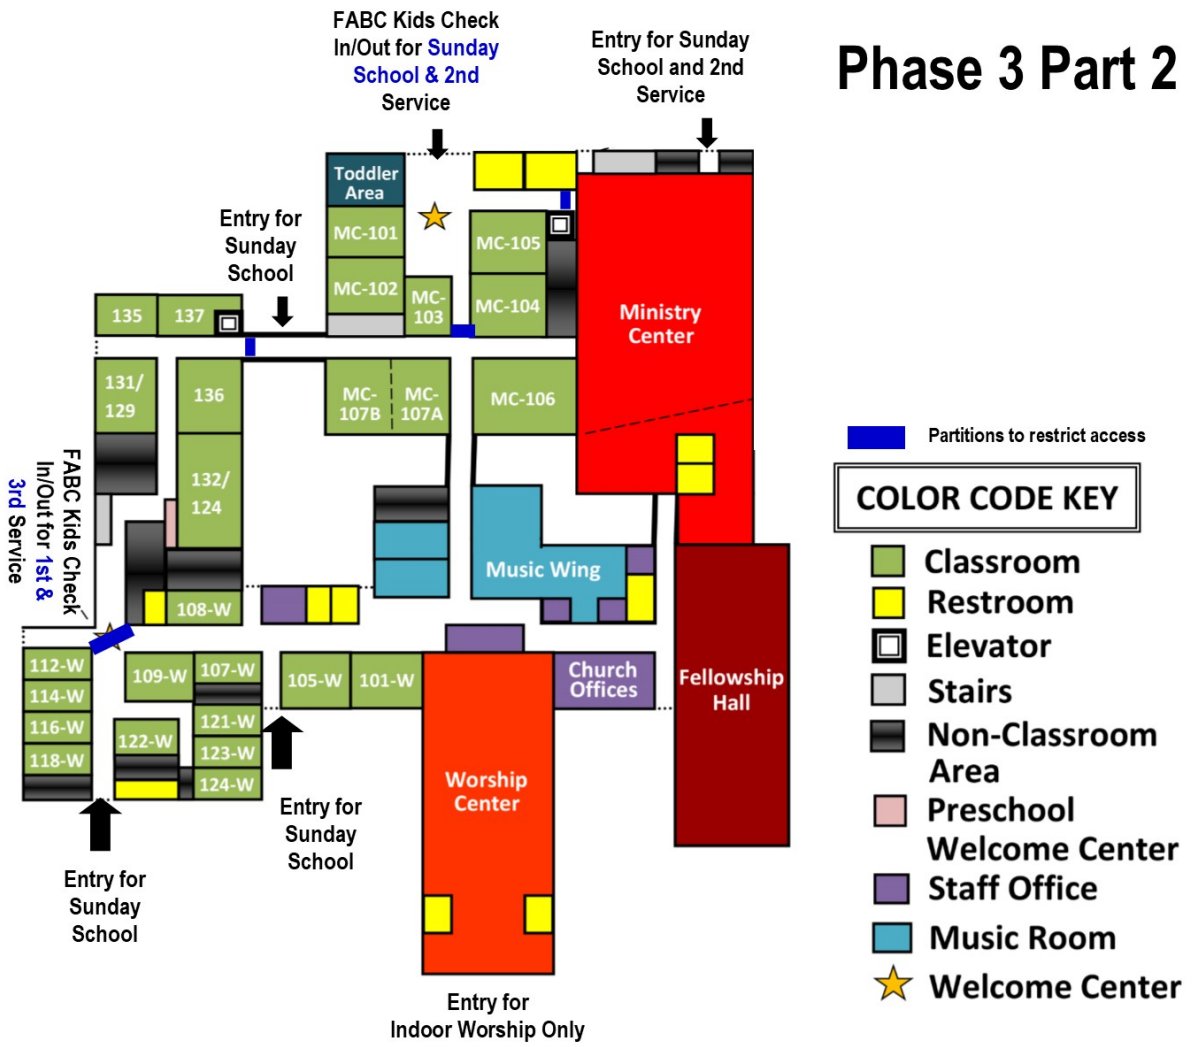 Phase 3 Part 2
FABC Kids Check
In/Out for Sunday
School & 2nd
Service
Entry for Sunday
School and 2nd
Service
Entry for
Sunday
School
Toddler
Area
MC-101
MC-102
MC-
103
MC-105
MC-104
Ministry
Center
135
137
131/
129
136
MC-
107B
MC-
107A
MC-106
132/
124
FABC Kids Check
In/Out for 1st &
3rd Service
108-W
Music Wing
112-W
114-W
116-W
118-W
109-W
107-W
121-W
123-W
124-W
122-W
105-W
101-W
Church
Offices
Fellowship
Hall
Worship
Center
Entry for
Sunday
School
Entry for
Sunday
School
Entry for
Indoor Worship Only
Partitions to restrict access
COLOR CODE KEY
Classroom
Restroom
Elevator
Stairs
Non-Classroom
Area
Preschool
Welcome Center
Staff Office
Music Room
Welcome Center